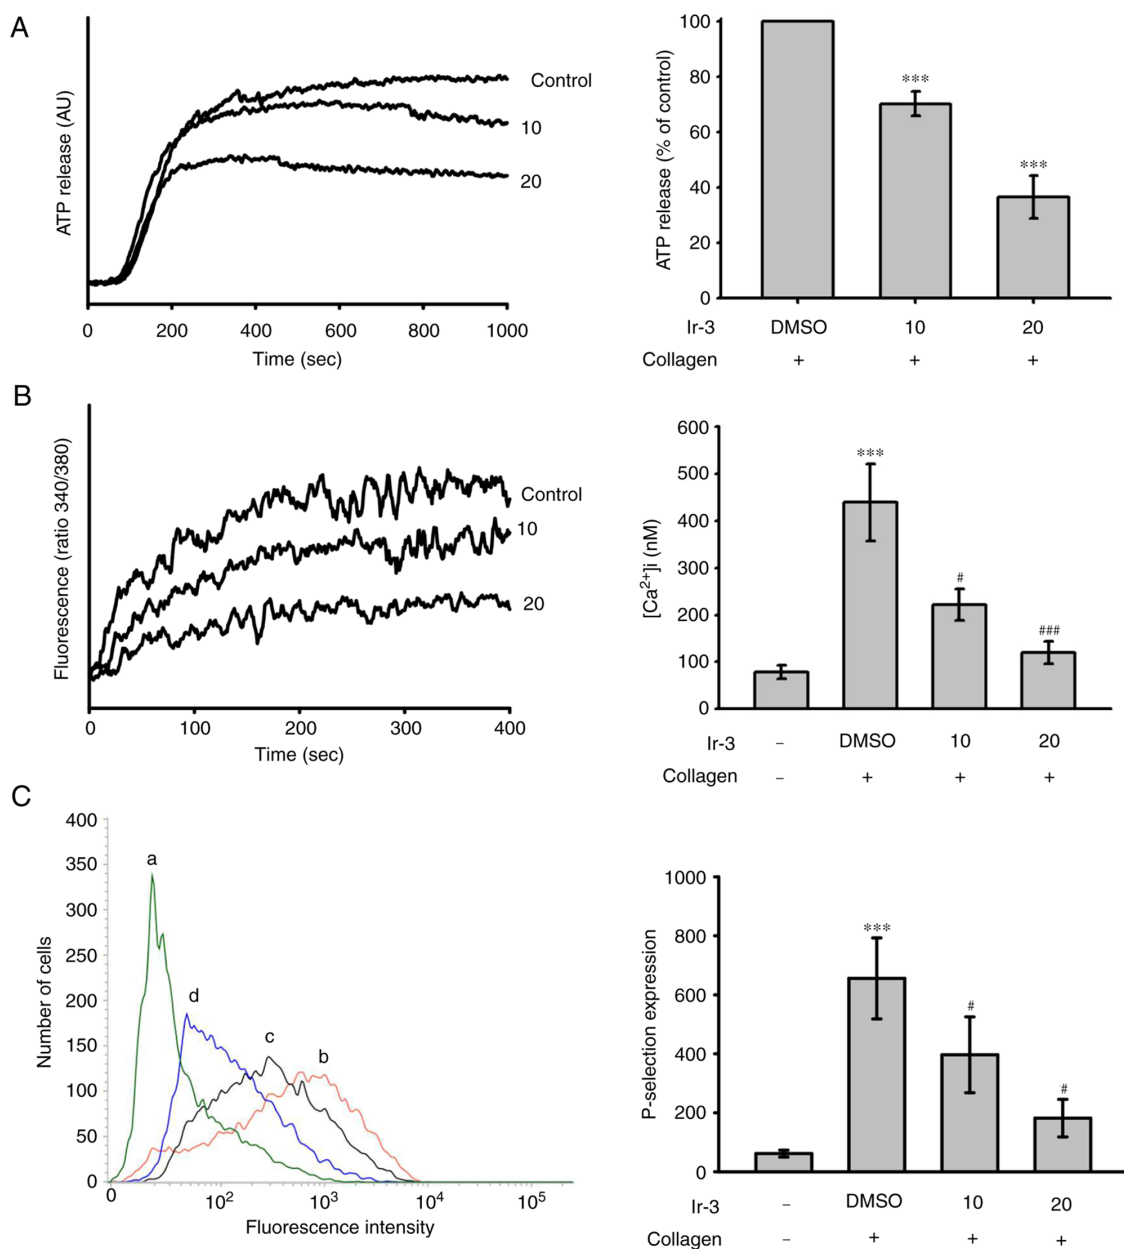 A
ATP release (AU)
Control
10
20
0 200 400 600 800 1000
Time (sec)
ATP release (% of control)
100
80
60
40
20
0
***
***
Ir-3 DMSO 10 20
Collagen + + +
B
Fluorescence (ratio 340/380)
Control
10
20
0 100 200 300 400
Time (sec)
[Ca2+]i (nM)
600
500
400
300
200
100
0
***
#
###
Ir-3 – DMSO 10 20
Collagen – + + +
C
Number of cells
400
350
300
250
200
150
100
50
0
a
d
c
b
0 10² 10³ 10⁴ 10⁵
Fluorescence intensity
P-selection expression
1000
800
600
400
200
0
***
#
#
Ir-3 – DMSO 10 20
Collagen – + + +